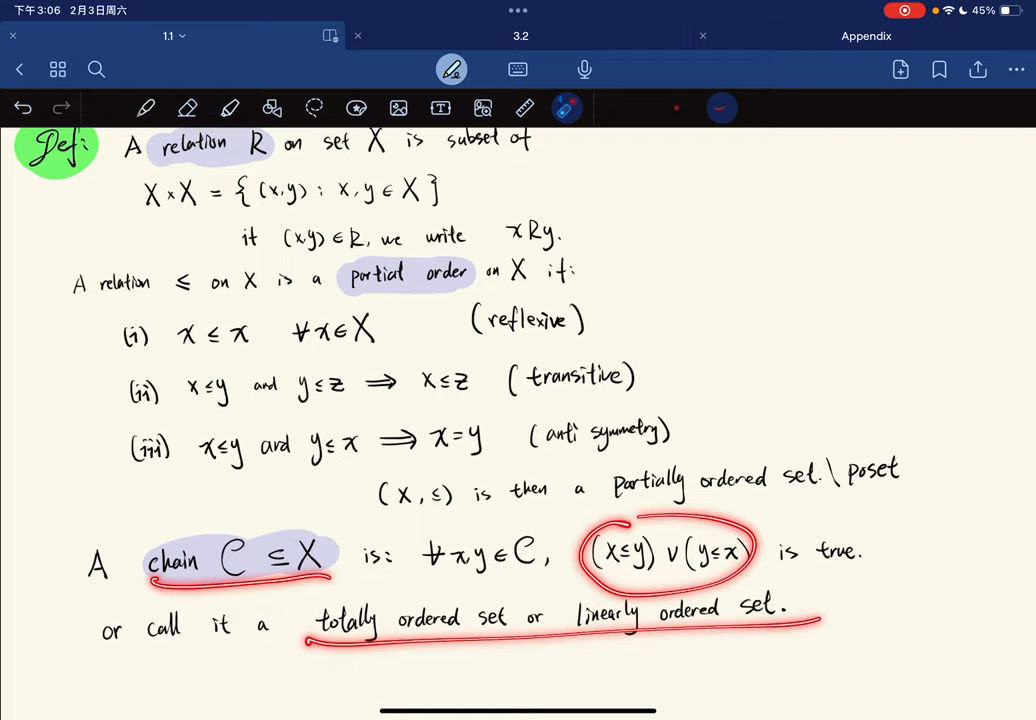 下午3:06 2月3日周六 45%
1.1 3.2 Appendix
Def: A relation R on set X is subset of
X × X = { (x,y) : x, y ∈ X }
if (x,y) ∈ R, we write xRy.
A relation ≤ on X is a partial order on X if:
(i) x ≤ x ∀x∈X (reflexive)
(ii) x≤y and y≤z ⟹ x≤z (transitive)
(iii) x≤y and y≤x ⟹ x=y (anti symmetry)
(X, ≤) is then a partially ordered set.\ poset
A chain C ⊆ X is: ∀x y ∈ C, (x≤y) ∨ (y≤x) is true.
or call it a totally ordered set or linearly ordered set.